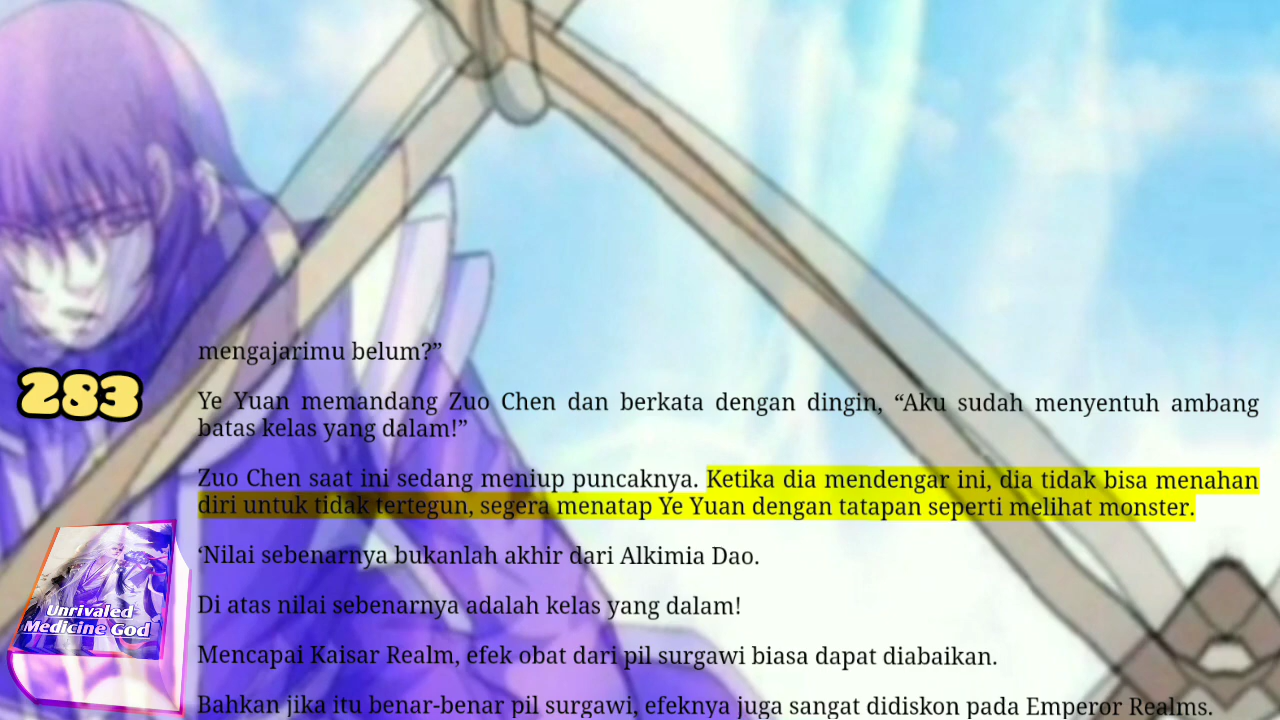 mengajarimu belum?”
Ye Yuan memandang Zuo Chen dan berkata dengan dingin, “Aku sudah menyentuh ambang
batas kelas yang dalam!”
Zuo Chen saat ini sedang meniup puncaknya. Ketika dia mendengar ini, dia tidak bisa menahan
diri untuk tidak tertegun, segera menatap Ye Yuan dengan tatapan seperti melihat monster.
‘Nilai sebenarnya bukanlah akhir dari Alkimia Dao.
Di atas nilai sebenarnya adalah kelas yang dalam!
Mencapai Kaisar Realm, efek obat dari pil surgawi biasa dapat diabaikan.
Bahkan jika itu benar-benar pil surgawi, efeknya juga sangat didiskon pada Emperor Realms.
283
Unrivaled
Medicine God